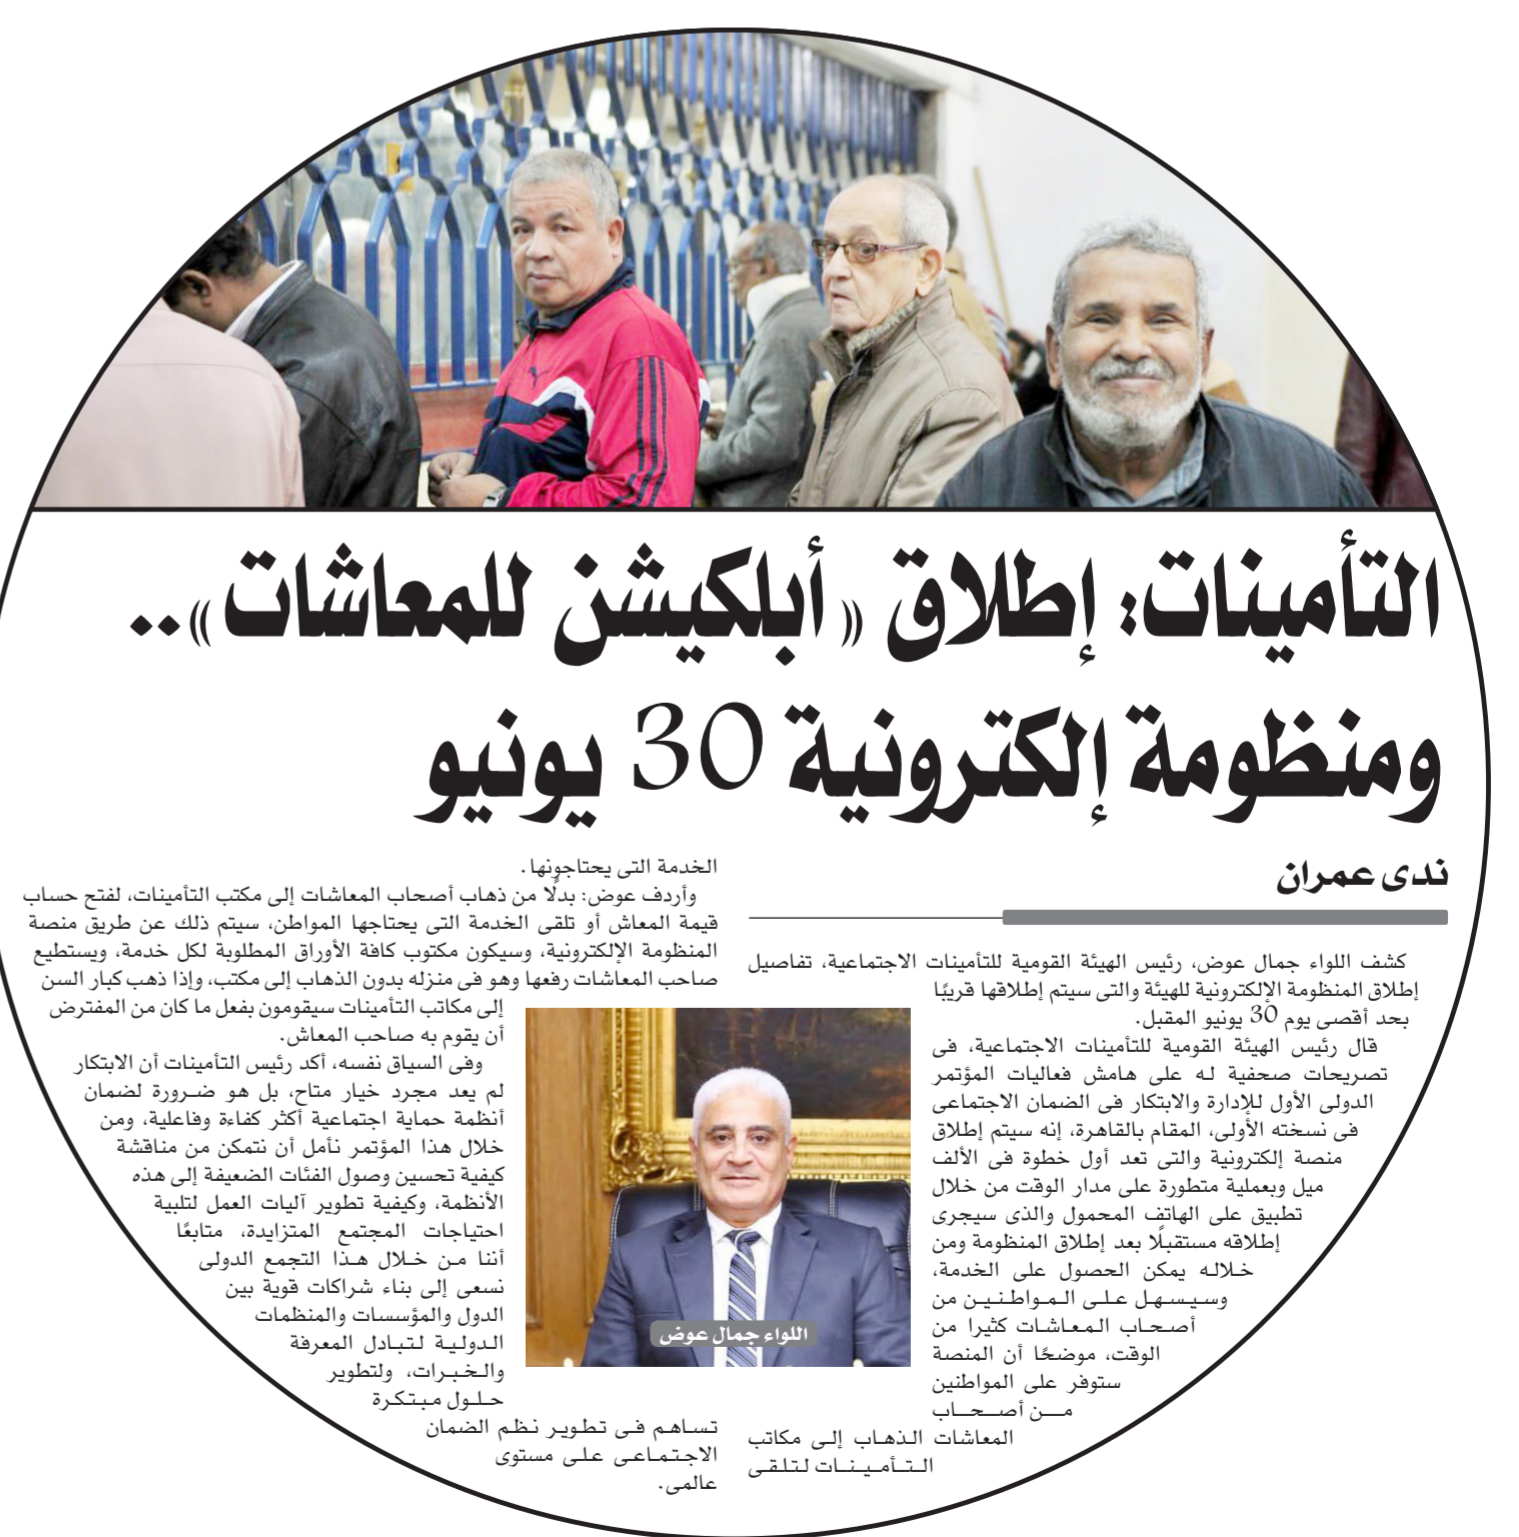 التأمينات: إطلاق «أبلكيشن للمعاشات»..
ومنظومة إلكترونية 30 يونيو
ندى عمران
كشف اللواء جمال عوض، رئيس الهيئة القومية للتأمينات الاجتماعية، تفاصيل
إطلاق المنظومة الإلكترونية للهيئة والتى سيتم إطلاقها قريبًا
بحد أقصى يوم 30 يونيو المقبل.
قال رئيس الهيئة القومية للتأمينات الاجتماعية، فى
تصريحات صحفية له على هامش فعاليات المؤتمر
الدولى الأول للإدارة والابتكار فى الضمان الاجتماعى
فى نسخته الأولى، المقام بالقاهرة، إنه سيتم إطلاق
منصة إلكترونية والتى تعد أول خطوة فى الألف
ميل وبعملية متطورة على مدار الوقت من خلال
تطبيق على الهاتف المحمول والذى سيجرى
إطلاقه مستقبلًا بعد إطلاق المنظومة ومن
خلاله يمكن الحصول على الخدمة،
وسيسهل على المواطنين من
أصحاب المعاشات كثيرا من
الوقت، موضحًا أن المنصة
ستوفر على المواطنين
من أصحاب
المعاشات الذهاب إلى مكاتب
التأمينات لتلقى
الخدمة التى يحتاجونها.
وأردف عوض: بدلًا من ذهاب أصحاب المعاشات إلى مكتب التأمينات، لفتح حساب
قيمة المعاش أو تلقى الخدمة التى يحتاجها المواطن، سيتم ذلك عن طريق منصة
المنظومة الإلكترونية، وسيكون مكتوب كافة الأوراق المطلوبة لكل خدمة، ويستطيع
صاحب المعاشات رفعها وهو فى منزله بدون الذهاب إلى مكتب، وإذا ذهب كبار السن
إلى مكاتب التأمينات سيقومون بفعل ما كان من المفترض
أن يقوم به صاحب المعاش.
وفى السياق نفسه، أكد رئيس التأمينات أن الابتكار
لم يعد مجرد خيار متاح، بل هو ضرورة لضمان
أنظمة حماية اجتماعية أكثر كفاءة وفاعلية، ومن
خلال هذا المؤتمر نأمل أن نتمكن من مناقشة
كيفية تحسين وصول الفئات الضعيفة إلى هذه
الأنظمة، وكيفية تطوير آليات العمل لتلبية
احتياجات المجتمع المتزايدة، متابعًا
أننا من خلال هذا التجمع الدولى
نسعى إلى بناء شراكات قوية بين
الدول والمؤسسات والمنظمات
الدولية لتبادل المعرفة
والخبرات، ولتطوير
حلول مبتكرة
تساهم فى تطوير نظم الضمان
الاجتماعى على مستوى
عالمى.
اللواء جمال عوض